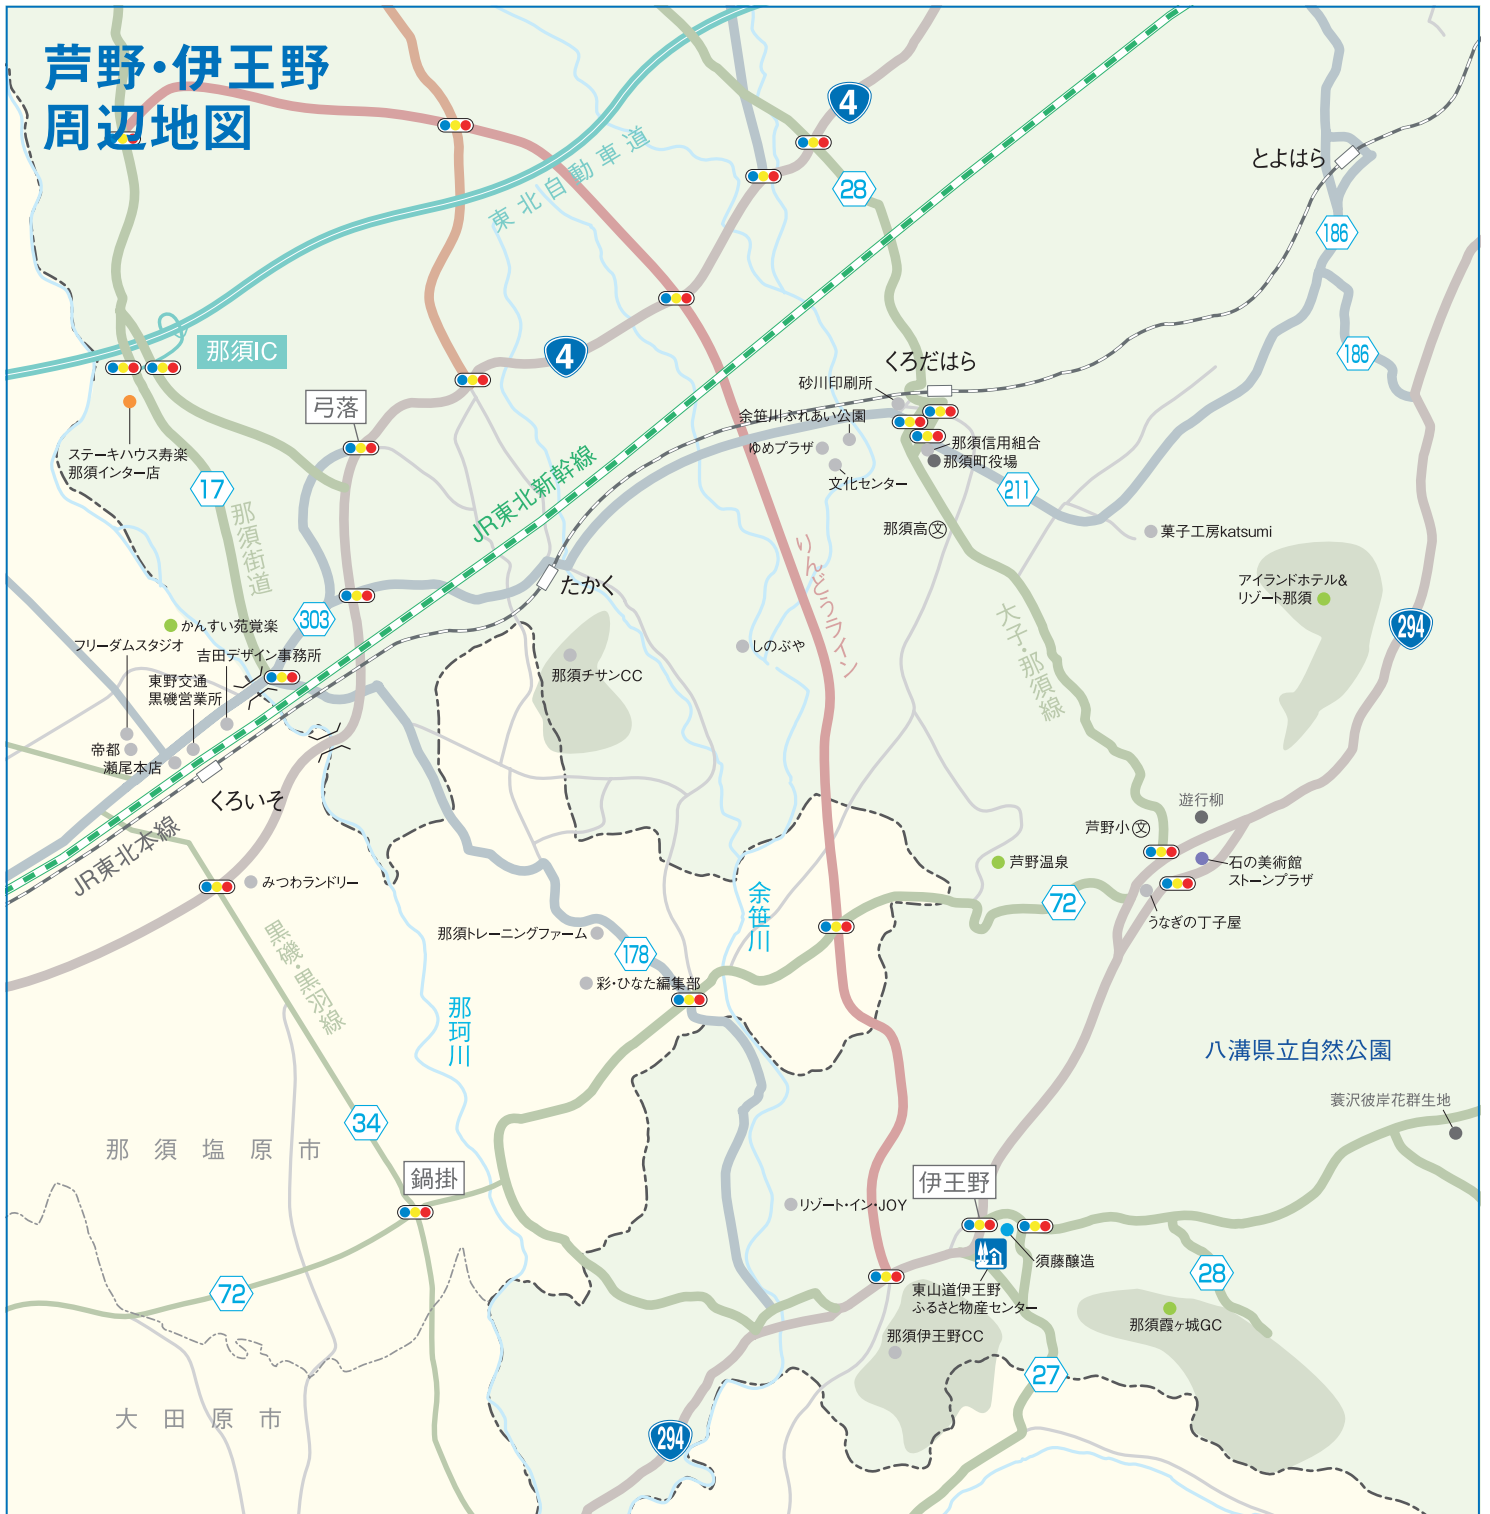 芦野・伊王野
周辺地図
4
とよはら
東北自動車道
28
186
那須IC
4
くろだはら
186
砂川印刷所
弓落
余笹川ふれあい公園
ゆめプラザ
那須信用組合
那須町役場
ステーキハウス寿楽
那須インター店
文化センター
17
JR東北新幹線
211
那須街道
那須高
文
菓子工房katsumi
りんどうライン
たかく
アイランドホテル&
リゾート那須
303
かんすい苑覚楽
大子・那須線
294
フリーダムスタジオ
吉田デザイン事務所
しのぶや
東野交通
黒磯営業所
那須チサンCC
帝都
瀬尾本店
くろいそ
遊行柳
芦野小
文
JR東北本線
芦野温泉
石の美術館
ストーンプラザ
みつわランドリー
余笹川
72
うなぎの丁子屋
黒磯・黒羽線
那須トレーニングファーム
178
彩・ひなた編集部
那珂川
八溝県立自然公園
蓑沢彼岸花群生地
34
那須塩原市
鍋掛
伊王野
リゾート・イン・JOY
須藤醸造
72
28
東山道伊王野
ふるさと物産センター
那須霞ヶ城GC
那須伊王野CC
27
大田原市
294